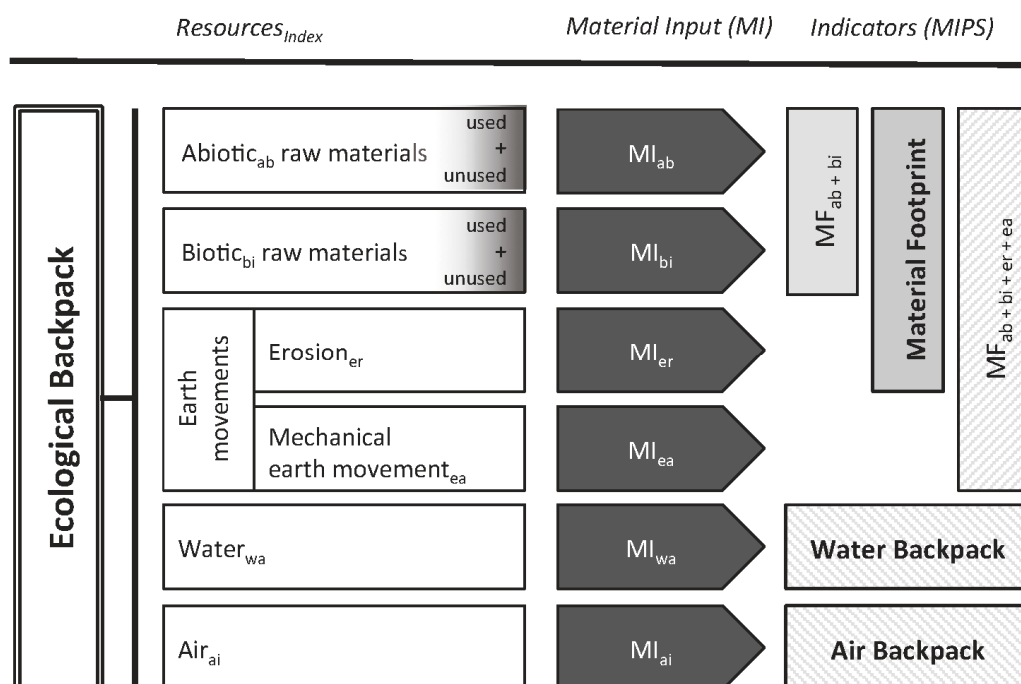 Resources_Index Material Input (MI) Indicators (MIPS)
Ecological Backpack
Abiotic_ab raw materials
used
+
unused
MI_ab
Biotic_bi raw materials
used
+
unused
MI_bi
Earth
movements
Erosion_er
MI_er
Mechanical
earth movement_ea
MI_ea
MF_ab + bi
Material Footprint
MF_ab + bi + er + ea
Water_wa
MI_wa
Water Backpack
Air_ai
MI_ai
Air Backpack